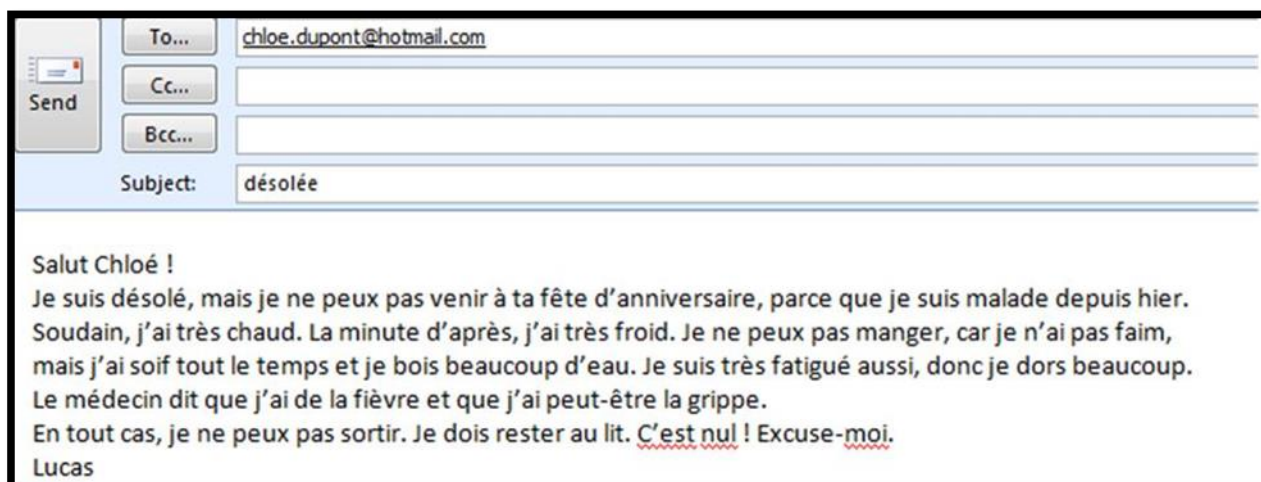 To...
chloe.dupont@hotmail.com
Send
Cc...
Bcc...
Subject:
désolée
Salut Chloé !
Je suis désolé, mais je ne peux pas venir à ta fête d’anniversaire, parce que je suis malade depuis hier.
Soudain, j’ai très chaud. La minute d’après, j’ai très froid. Je ne peux pas manger, car je n’ai pas faim,
mais j’ai soif tout le temps et je bois beaucoup d’eau. Je suis très fatigué aussi, donc je dors beaucoup.
Le médecin dit que j’ai de la fièvre et que j’ai peut-être la grippe.
En tout cas, je ne peux pas sortir. Je dois rester au lit. C’est nul ! Excuse-moi.
Lucas